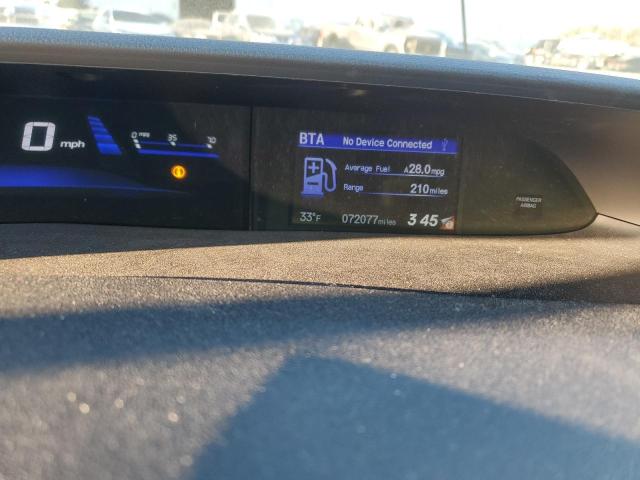 0 mph
0 mpg 35 70
BTA No Device Connected
Average Fuel A28.0mpg
Range 210miles
33°F 072077miles 3 45
PASSENGER
AIRBAG